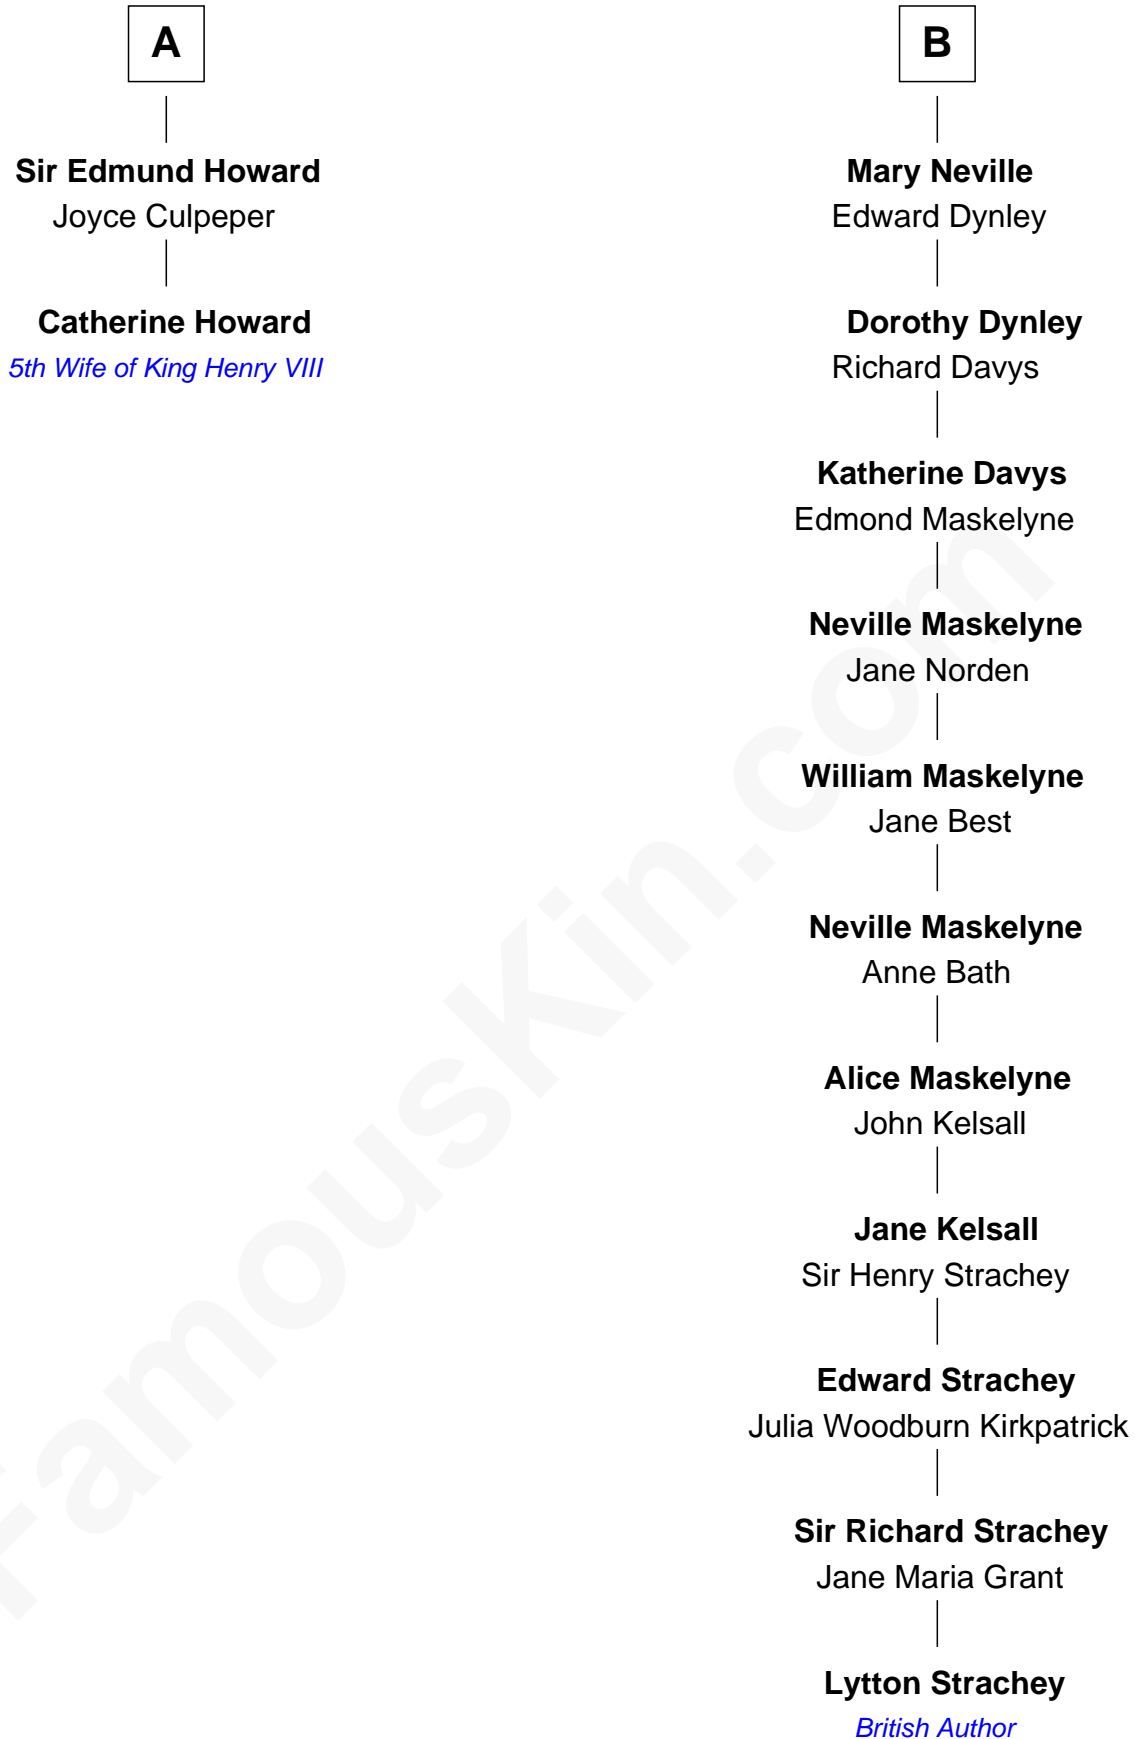 A
Sir Edmund Howard
Joyce Culpeper
Catherine Howard
5th Wife of King Henry VIII
B
Mary Neville
Edward Dynley
Dorothy Dynley
Richard Davys
Katherine Davys
Edmond Maskelyne
Neville Maskelyne
Jane Norden
William Maskelyne
Jane Best
Neville Maskelyne
Anne Bath
Alice Maskelyne
John Kelsall
Jane Kelsall
Sir Henry Strachey
Edward Strachey
Julia Woodburn Kirkpatrick
Sir Richard Strachey
Jane Maria Grant
Lytton Strachey
British Author
FamousKin.com